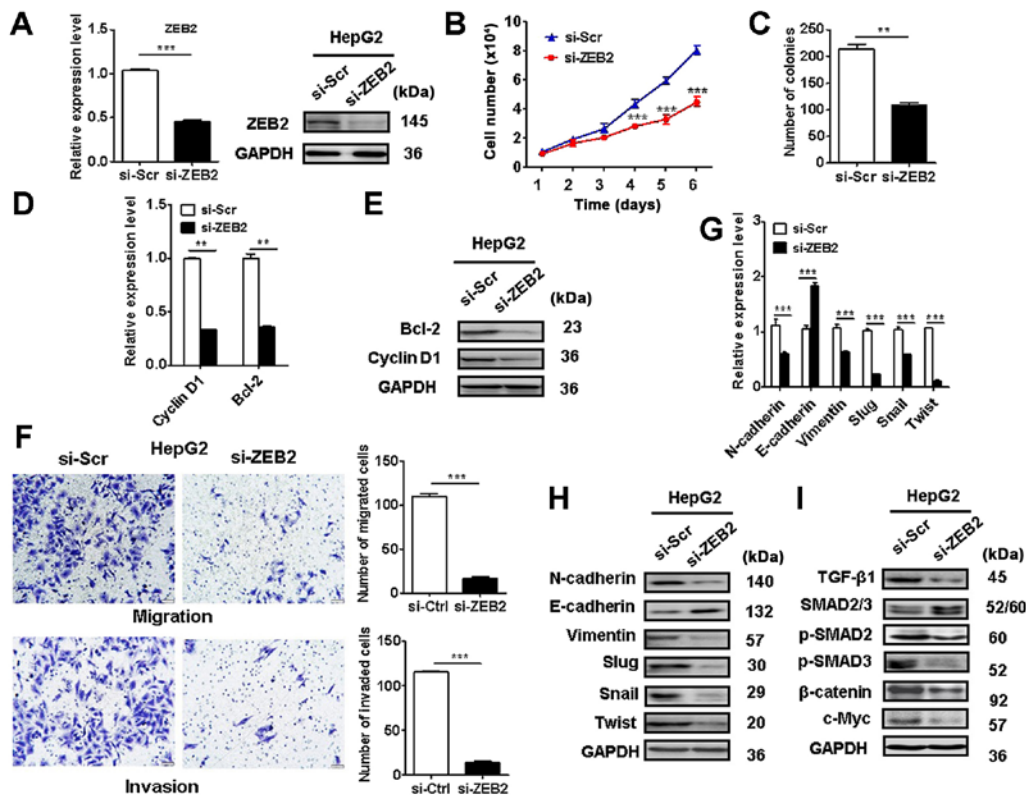 A
ZEB2
***
Relative expression level
1.5
1.0
0.5
0.0
si-Scr si-ZEB2
HepG2
si-Scr
si-ZEB2
(kDa)
ZEB2 145
GAPDH 36
B
si-Scr
si-ZEB2
Cell number (x10⁴)
10
8
6
4
2
0
***
***
***
1 2 3 4 5 6
Time (days)
C
**
Number of colonies
250
200
150
100
50
0
si-Scr si-ZEB2
D
si-Scr
si-ZEB2
Relative expression level
1.5
1.0
0.5
0.0
** **
Cyclin D1
Bcl-2
E
HepG2
si-Scr
si-ZEB2
(kDa)
Bcl-2 23
Cyclin D1 36
GAPDH 36
G
si-Scr
si-ZEB2
Relative expression level
3
2
1
0
*** *** *** *** *** ***
N-cadherin
E-cadherin
Vimentin
Slug
Snail
Twist
F
HepG2
si-Scr si-ZEB2
Migration
Invasion
Number of migrated cells
150
100
50
0
***
si-Ctrl si-ZEB2
Number of invaded cells
150
100
50
0
***
si-Ctrl si-ZEB2
H
HepG2
si-Scr
si-ZEB2
(kDa)
N-cadherin 140
E-cadherin 132
Vimentin 57
Slug 30
Snail 29
Twist 20
GAPDH 36
I
HepG2
si-Scr
si-ZEB2
(kDa)
TGF-β1 45
SMAD2/3 52/60
p-SMAD2 60
p-SMAD3 52
β-catenin 92
c-Myc 57
GAPDH 36